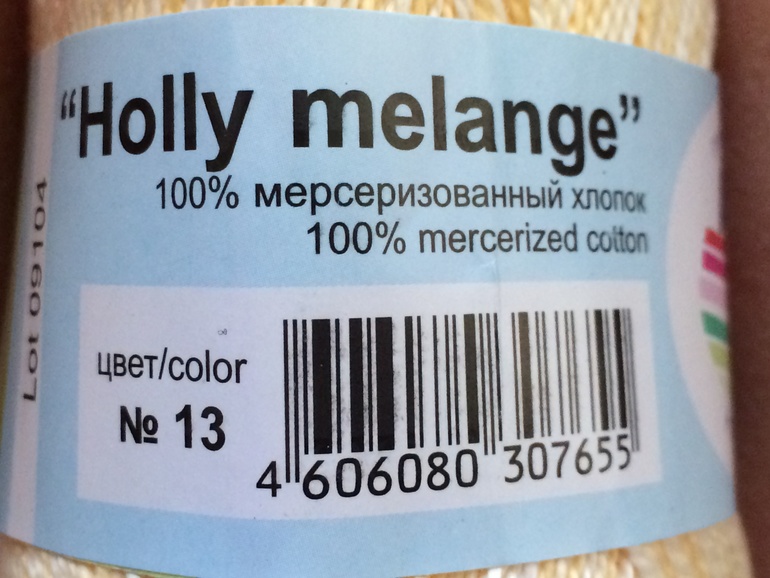 "Holly melange"
100% мерсеризованный хлопок
100% mercerized cotton
цвет/color
№ 13
4 606080 307655
Lot 09104